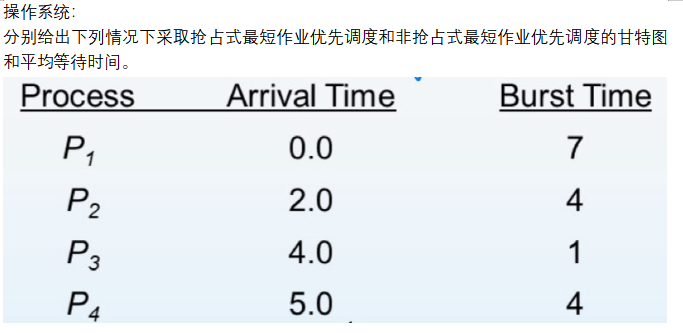 操作系统：
分别给出下列情况下采取抢占式最短作业优先调度和非抢占式最短作业优先调度的甘特图
和平均等待时间。
Process Arrival Time Burst Time
P1 0.0 7
P2 2.0 4
P3 4.0 1
P4 5.0 4